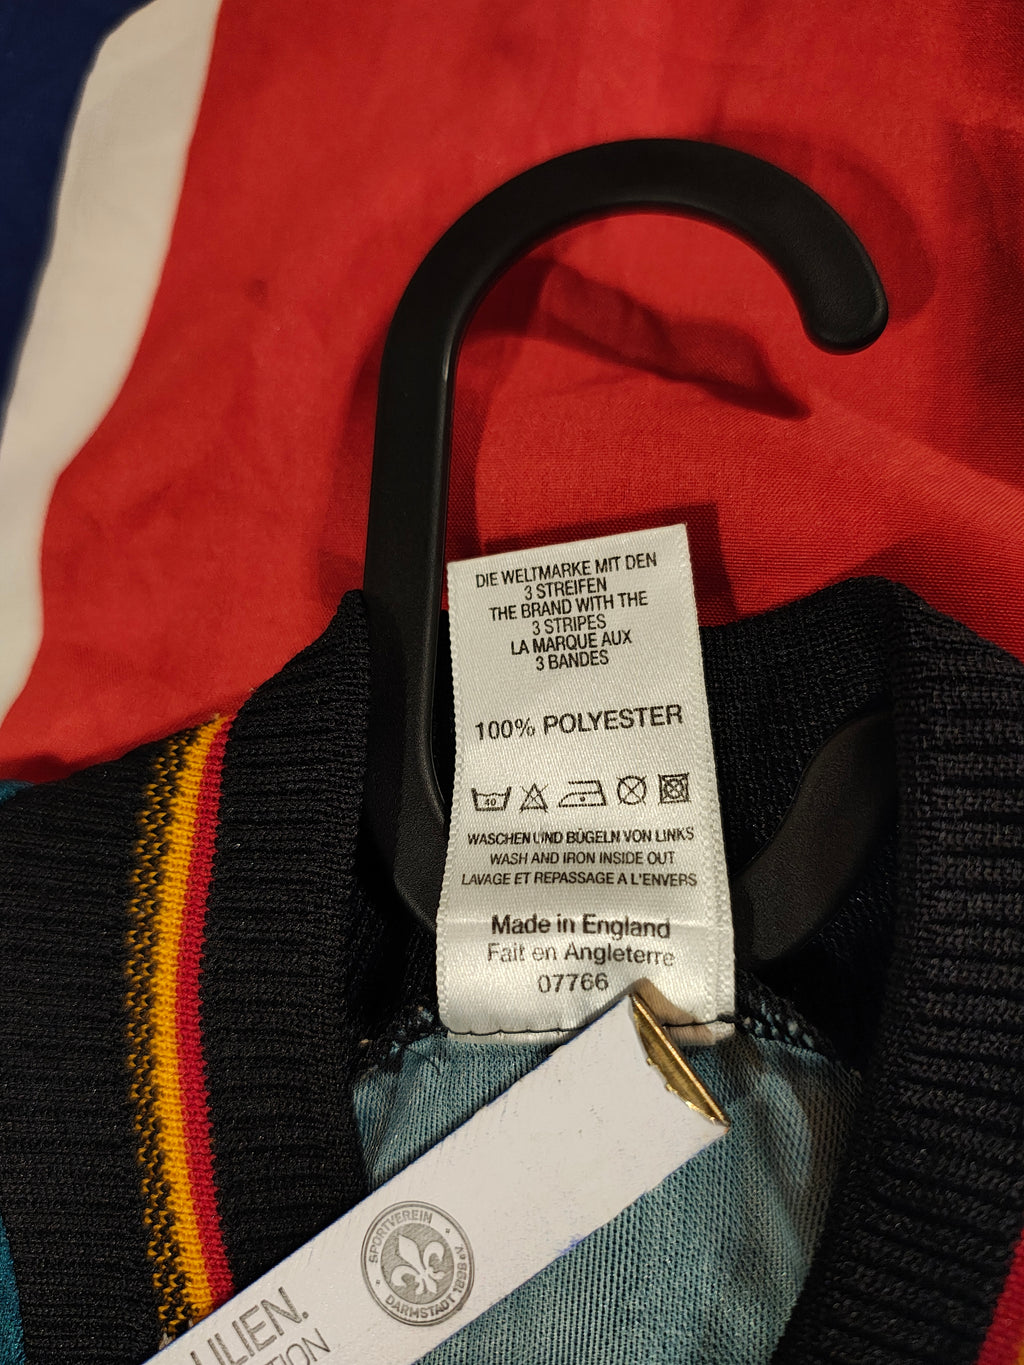 DIE WELTMARKE MIT DEN
3 STREIFEN
THE BRAND WITH THE
3 STRIPES
LA MARQUE AUX
3 BANDES
100% POLYESTER
40
WASCHEN UND BÜGELN VON LINKS
WASH AND IRON INSIDE OUT
LAVAGE ET REPASSAGE A L'ENVERS
Made in England
Fait en Angleterre
07766
SPORTVEREIN
DARMSTADT 1898 e.V.
LILIEN.